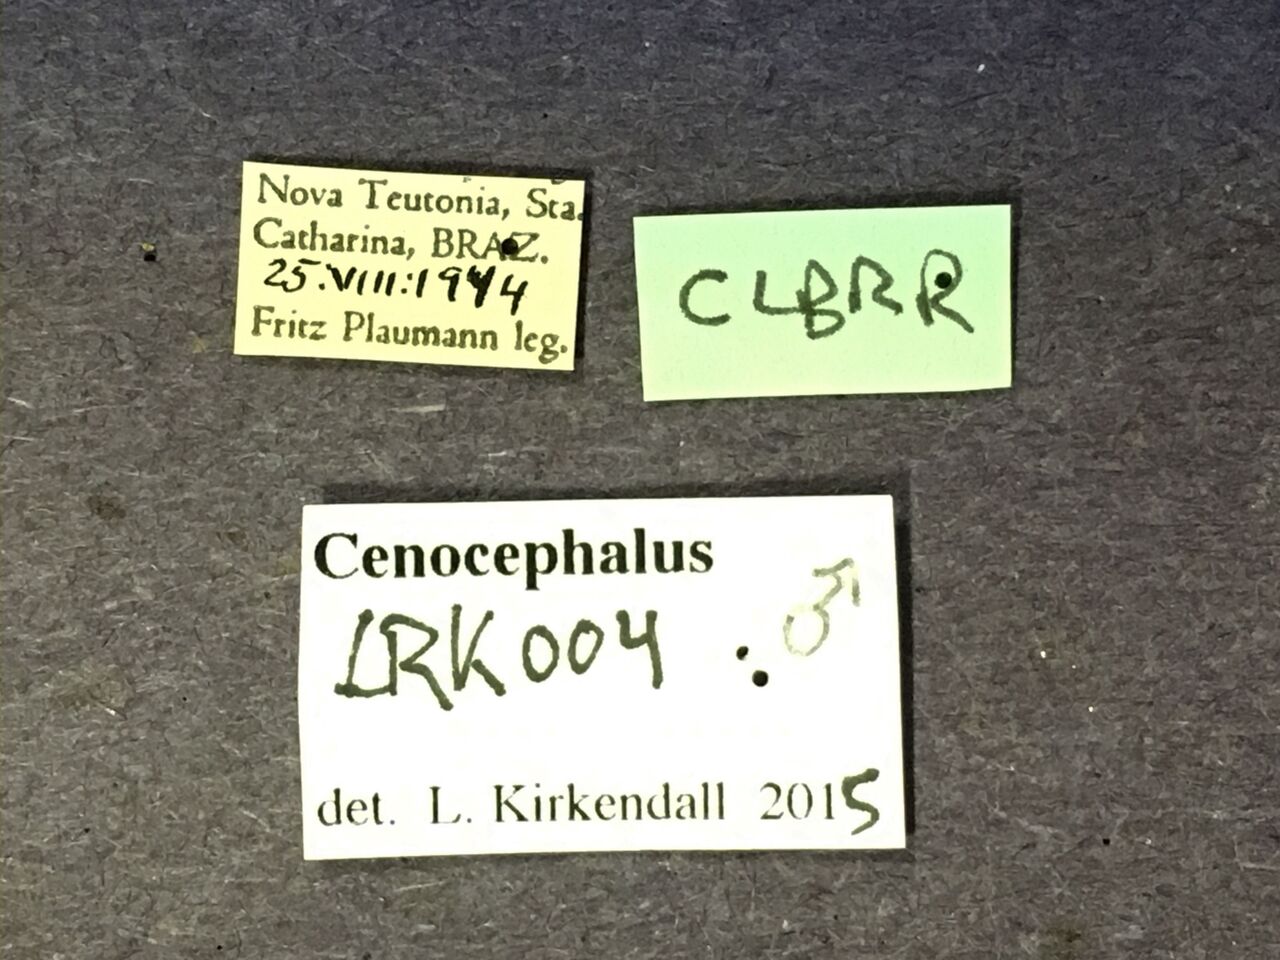 Nova Teutonia, Sta.
Catharina, BRAZ.
25.VIII:1944
Fritz Plaumann leg.
CLBRR
Cenocephalus
LRK004 ♂
det. L. Kirkendall 2015